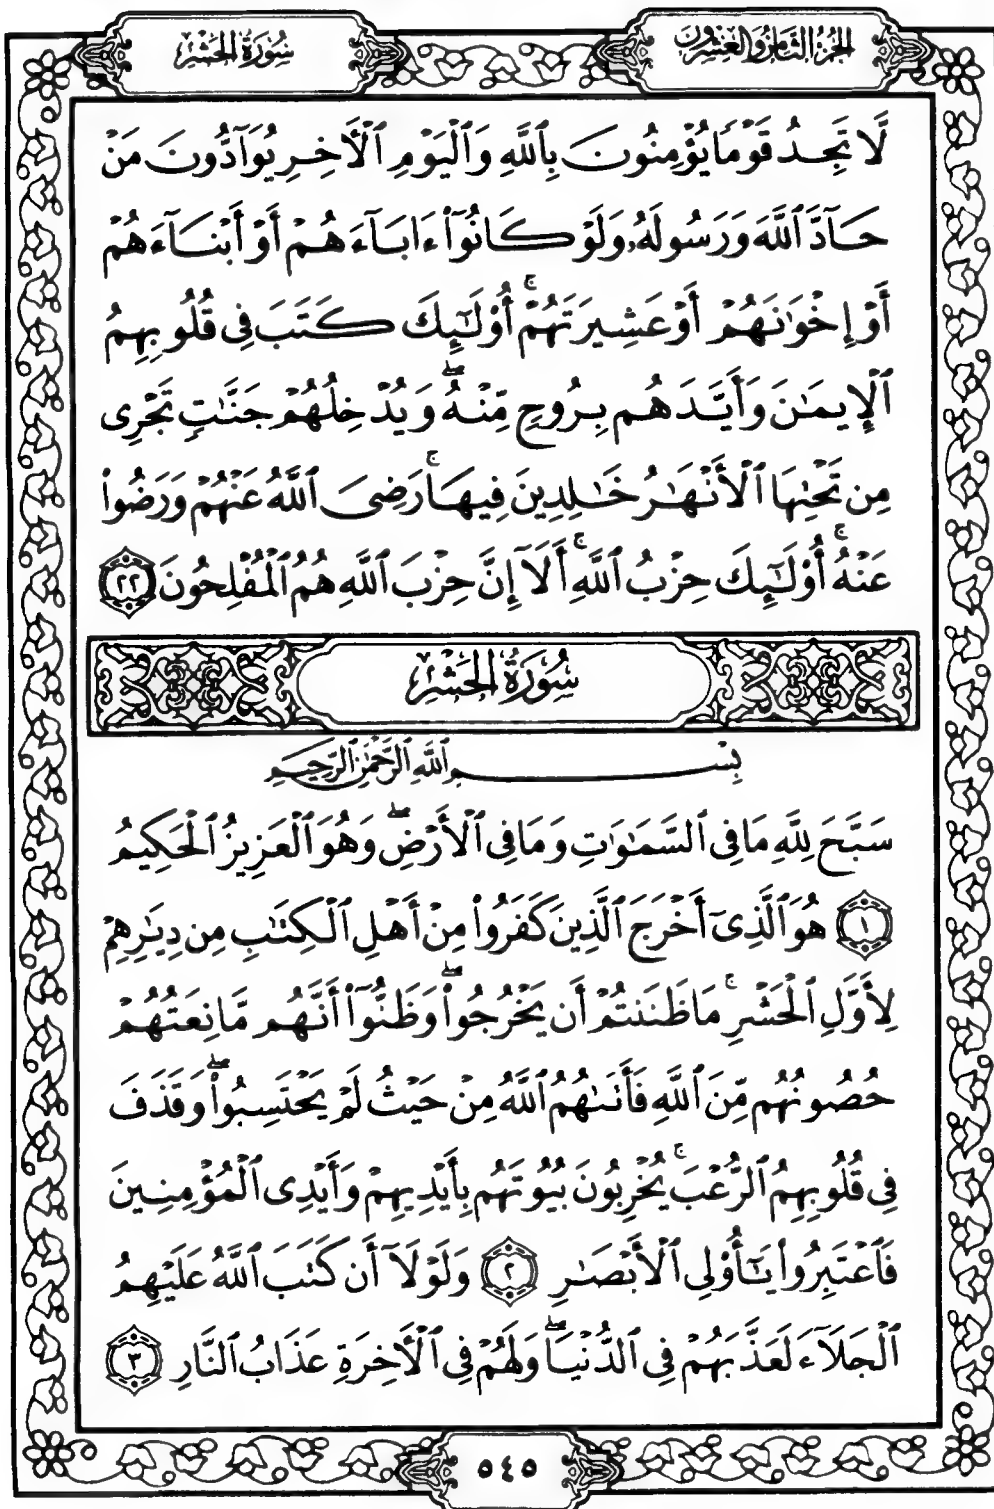 الجزء الثامن والعشرون
سُورَةُ الحَشْرِ
لَّا تَجِدُ قَوْمًا يُؤْمِنُونَ بِٱللَّهِ وَٱلْيَوْمِ ٱلْأَخِرِ يُوَآدُّونَ مَنْ
حَآدَّ ٱللَّهَ وَرَسُولَهُۥ وَلَوْ كَانُوٓا۟ ءَابَآءَهُمْ أَوْ أَبْنَآءَهُمْ
أَوْ إِخْوَٰنَهُمْ أَوْ عَشِيرَتَهُمْ ۚ أُو۟لَٰٓئِكَ كَتَبَ فِى قُلُوبِهِمُ
ٱلْإِيمَٰنَ وَأَيَّدَهُم بِرُوحٍ مِّنْهُ ۖ وَيُدْخِلُهُمْ جَنَّٰتٍ تَجْرِى
مِن تَحْتِهَا ٱلْأَنْهَٰرُ خَٰلِدِينَ فِيهَا ۚ رَضِىَ ٱللَّهُ عَنْهُمْ وَرَضُوا۟
عَنْهُ ۚ أُو۟لَٰٓئِكَ حِزْبُ ٱللَّهِ ۚ أَلَآ إِنَّ حِزْبَ ٱللَّهِ هُمُ ٱلْمُفْلِحُونَ ٢٢
سُورَةُ الحَشْرِ
بِسْمِ ٱللَّهِ ٱلرَّحْمَٰنِ ٱلرَّحِيمِ
سَبَّحَ لِلَّهِ مَا فِى ٱلسَّمَٰوَٰتِ وَمَا فِى ٱلْأَرْضِ ۖ وَهُوَ ٱلْعَزِيزُ ٱلْحَكِيمُ
١ هُوَ ٱلَّذِىٓ أَخْرَجَ ٱلَّذِينَ كَفَرُوا۟ مِنْ أَهْلِ ٱلْكِتَٰبِ مِن دِيَٰرِهِمْ
لِأَوَّلِ ٱلْحَشْرِ ۚ مَا ظَنَنتُمْ أَن يَخْرُجُوا۟ ۖ وَظَنُّوٓا۟ أَنَّهُم مَّانِعَتُهُمْ
حُصُونُهُم مِّنَ ٱللَّهِ فَأَتَىٰهُمُ ٱللَّهُ مِنْ حَيْثُ لَمْ يَحْتَسِبُوا۟ ۖ وَقَذَفَ
فِى قُلُوبِهِمُ ٱلرُّعْبَ ۚ يُخْرِبُونَ بُيُوتَهُم بِأَيْدِيهِمْ وَأَيْدِى ٱلْمُؤْمِنِينَ
فَٱعْتَبِرُوا۟ يَٰٓأُو۟لِى ٱلْأَبْصَٰرِ ٢ وَلَوْلَآ أَن كَتَبَ ٱللَّهُ عَلَيْهِمُ
ٱلْجَلَآءَ لَعَذَّبَهُمْ فِى ٱلدُّنْيَا ۖ وَلَهُمْ فِى ٱلْأَخِرَةِ عَذَابُ ٱلنَّارِ ٣
٥٤٥